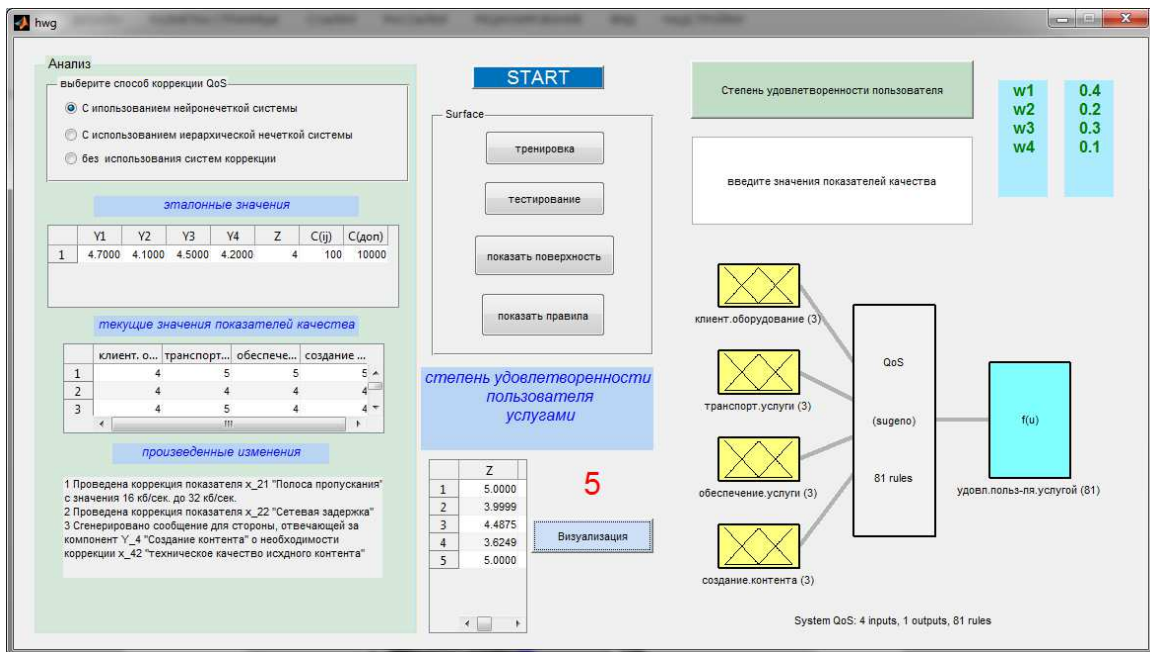 hwg
Анализ
выберите способ коррекции QoS
С ипользованием нейронечеткой системы
С использованием иерархической нечеткой системы
без использования систем коррекции
эталонные значения
Y1 Y2 Y3 Y4 Z C(ij) C(доп)
1 4.7000 4.1000 4.5000 4.2000 4 100 10000
текущие значения показателей качества
клиент. о... транспорт... обеспече... создание ...
1 4 5 5 5
2 4 4 4 4
3 4 5 4 4
произведенные изменения
1 Проведена коррекция показателя x_21 "Полоса пропускания"
с значения 16 кб/сек. до 32 кб/сек.
2 Проведена коррекция показателя x_22 "Сетевая задержка"
3 Сгенерировано сообщение для стороны, отвечающей за
компонент Y_4 "Создание контента" о необходимости
коррекции x_42 "техническое качество исхдного контента"
START
Surface
тренировка
тестирование
показать поверхность
показать правила
степень удовлетворенности
пользователя
услугами
Z
1 5.0000
2 3.9999
3 4.4875
4 3.6249
5 5.0000
5
Визуализация
Степень удовлетворенности пользователя
введите значения показателей качества
w1 0.4
w2 0.2
w3 0.3
w4 0.1
клиент.оборудование (3)
транспорт.услуги (3)
обеспечение.услуги (3)
создание.контента (3)
QoS
(sugeno)
81 rules
f(u)
удовл.польз-ля.услугой (81)
System QoS: 4 inputs, 1 outputs, 81 rules